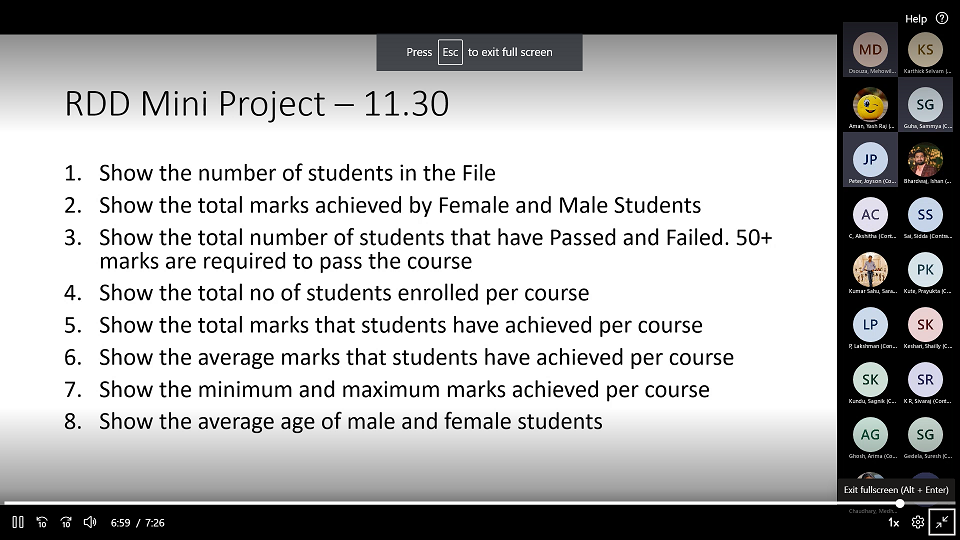 Help
Press Esc to exit full screen
RDD Mini Project – 11.30
1. Show the number of students in the File
2. Show the total marks achieved by Female and Male Students
3. Show the total number of students that have Passed and Failed. 50+
marks are required to pass the course
4. Show the total no of students enrolled per course
5. Show the total marks that students have achieved per course
6. Show the average marks that students have achieved per course
7. Show the minimum and maximum marks achieved per course
8. Show the average age of male and female students
MD KS
Dsouza, Mehowil... Karthick Selvam (...
SG
Aman, Yash Raj (... Guha, Sammya (C...
JP
Peter, Joyson (Co... Bhardwaj, Ishan (...
AC SS
C, Akshitha (Cont... Sai, Sidda (Contra...
PK
Kumar Sahu, Sara... Kute, Prayukta (C...
LP SK
P, Lakshman (Con... Keshari, Shailly (C...
SK SR
Kundu, Sagnik (C... K R, Sivaraj (Cont...
AG SG
Ghosh, Arima (Co... Gedela, Suresh (C...
Exit fullscreen (Alt + Enter)
Chaudhary, Medh...
10 10 6:59 / 7:26 1x